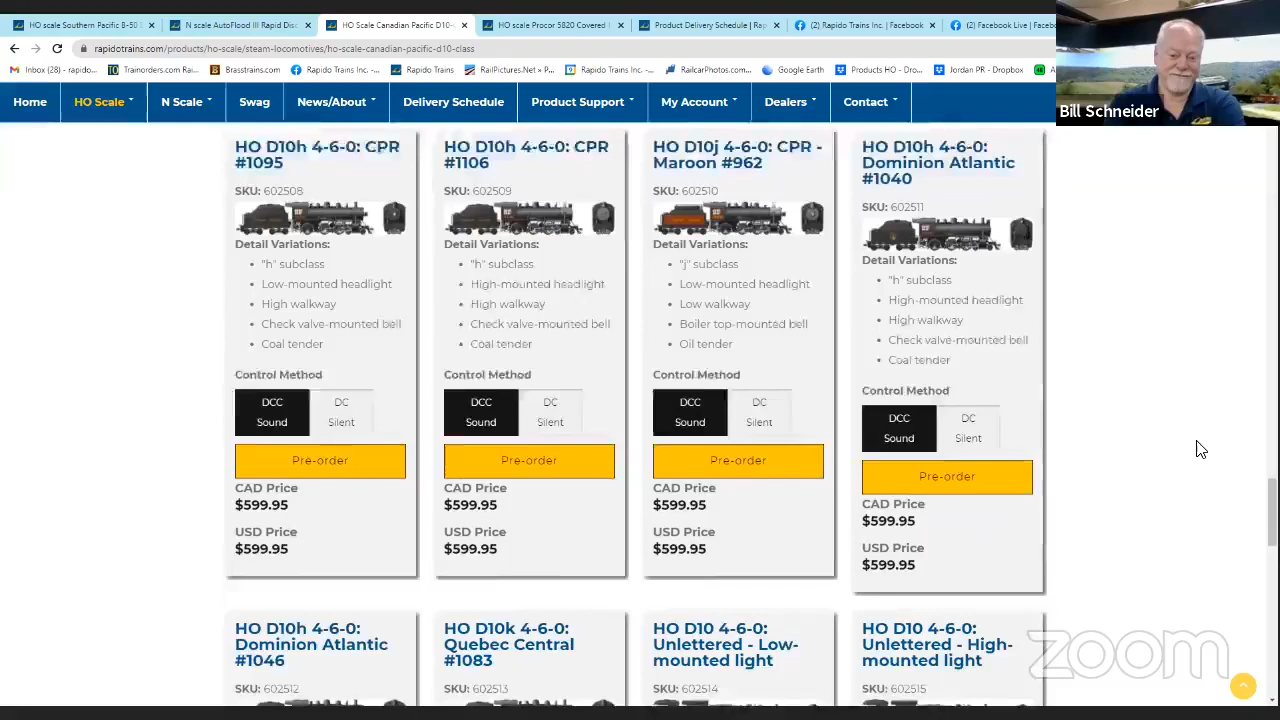 HO scale Southern Pacific B-50
N scale AutoFlood III Rapid Disc
HO Scale Canadian Pacific D10-
HO scale Procor 5820 Covered
Product Delivery Schedule | Rap
(2) Rapido Trains Inc. | Facebook
(2) Facebook Live | Facebo
rapidotrains.com/products/ho-scale/steam-locomotives/ho-scale-canadian-pacific-d10-class
Inbox (28) - rapido...
Trainorders.com Rai...
Brasstrains.com
Rapido Trains Inc. -...
Rapido Trains
RailPictures.Net » P...
Rapido Trains Inc. -...
RailcarPhotos.com...
Google Earth
Products HO - Dro...
Jordan PR - Dropbox
Bill Schneider
Home
HO Scale
N Scale
Swag
News/About
Delivery Schedule
Product Support
My Account
Dealers
Contact
HO D10h 4-6-0: CPR
#1095
SKU: 602508
Detail Variations:
• "h" subclass
• Low-mounted headlight
• High walkway
• Check valve-mounted bell
• Coal tender
Control Method
DCC
Sound
DC
Silent
Pre-order
CAD Price
$599.95
USD Price
$599.95
HO D10h 4-6-0: CPR
#1106
SKU: 602509
Detail Variations:
• "h" subclass
• High-mounted headlight
• High walkway
• Check valve-mounted bell
• Coal tender
Control Method
DCC
Sound
DC
Silent
Pre-order
CAD Price
$599.95
USD Price
$599.95
HO D10j 4-6-0: CPR -
Maroon #962
SKU: 602510
Detail Variations:
• "j" subclass
• Low-mounted headlight
• Low walkway
• Boiler top-mounted bell
• Oil tender
Control Method
DCC
Sound
DC
Silent
Pre-order
CAD Price
$599.95
USD Price
$599.95
HO D10h 4-6-0:
Dominion Atlantic
#1040
SKU: 602511
Detail Variations:
• "h" subclass
• High-mounted headlight
• High walkway
• Check valve-mounted bell
• Coal tender
Control Method
DCC
Sound
DC
Silent
Pre-order
CAD Price
$599.95
USD Price
$599.95
HO D10h 4-6-0:
Dominion Atlantic
#1046
SKU: 602512
HO D10k 4-6-0:
Quebec Central
#1083
SKU: 602513
HO D10 4-6-0:
Unlettered - Low-
mounted light
SKU: 602514
HO D10 4-6-0:
Unlettered - High-
mounted light
SKU: 602515
zoom